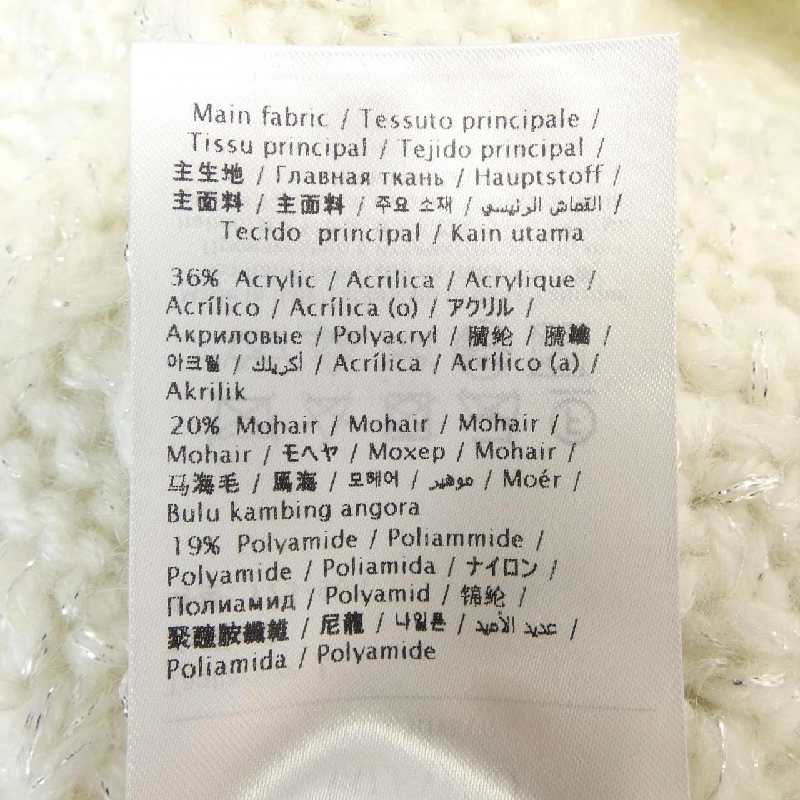 Main fabric / Tessuto principale /
Tissu principal / Tejido principal /
主生地 / Главная ткань / Hauptstoff /
主面料 / 主面料 / 주요 소재 / القماش الرئيسي /
Tecido principal / Kain utama
36% Acrylic / Acrilica / Acrylique /
Acrílico / Acrílica (o) / アクリル /
Акриловые / Polyacryl / 腈纶 / 腈綸 /
아크릴 / أكريلك / Acrílica / Acrílico (a) /
Akrilik
20% Mohair / Mohair / Mohair /
Mohair / モヘヤ / Мохер / Mohair /
马海毛 / 馬海 / 모헤어 / موهير / Moér /
Bulu kambing angora
19% Polyamide / Poliammide /
Polyamide / Poliamida / ナイロン /
Полиамид / Polyamid / 锦纶 /
聚醯胺纖維 / 尼龍 / 나일론 / عديد الأميد /
Poliamida / Polyamide